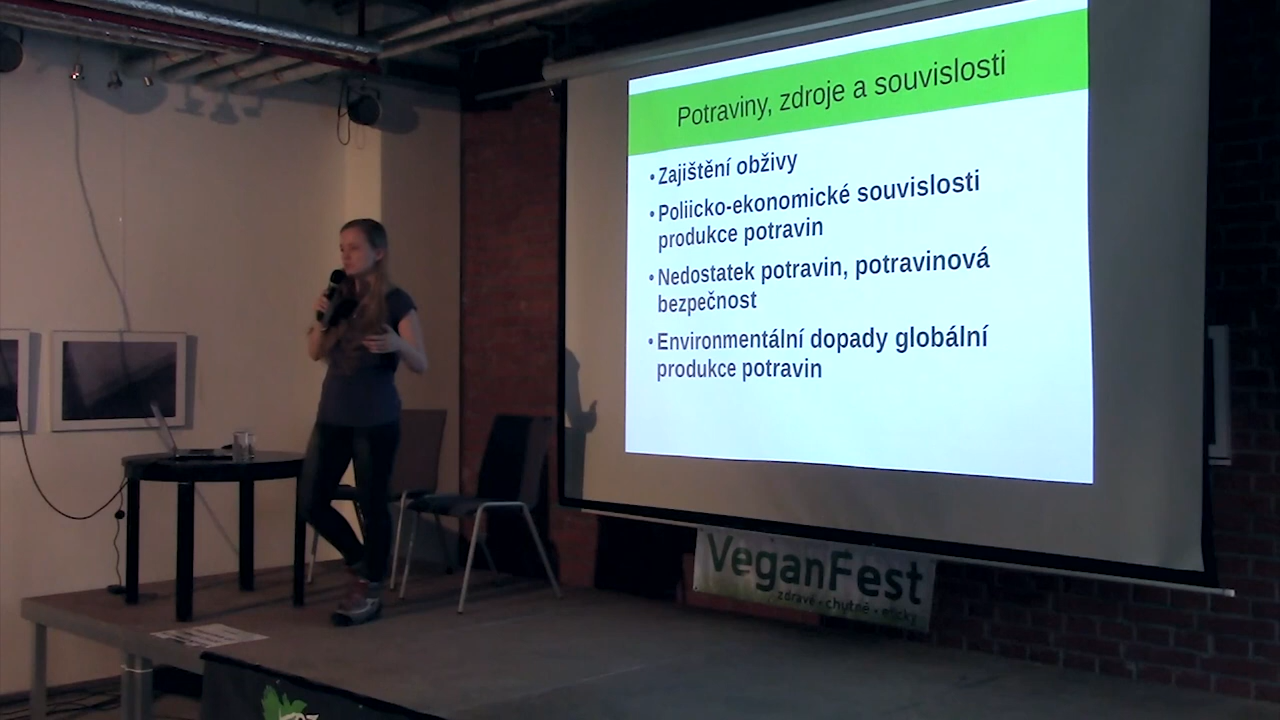 Potraviny, zdroje a souvislosti
• Zajištění obživy
• Poliicko-ekonomické souvislosti
produkce potravin
• Nedostatek potravin, potravinová
bezpečnost
• Environmentální dopady globální
produkce potravin
VeganFest
zdravě • chutně • eticky